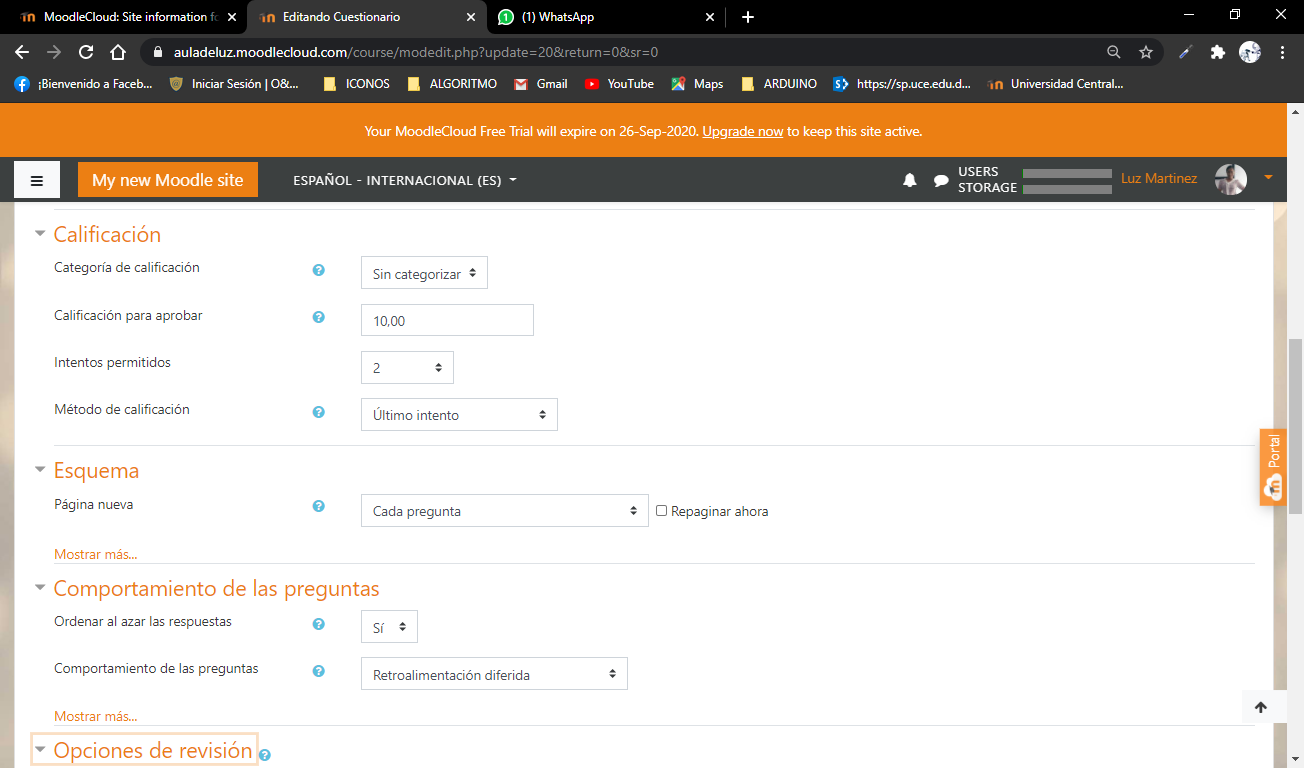 MoodleCloud: Site information fo
Editando Cuestionario
(1) WhatsApp
auladeluz.moodlecloud.com/course/modedit.php?update=20&return=0&sr=0
¡Bienvenido a Faceb...
Iniciar Sesión | O&...
ICONOS
ALGORITMO
Gmail
YouTube
Maps
ARDUINO
https://sp.uce.edu.d...
Universidad Central...
Your MoodleCloud Free Trial will expire on 26-Sep-2020. Upgrade now to keep this site active.
My new Moodle site
ESPAÑOL - INTERNACIONAL (ES)
USERS
STORAGE
Luz Martinez
Calificación
Categoría de calificación
Sin categorizar
Calificación para aprobar
10,00
Intentos permitidos
2
Método de calificación
Último intento
Portal
Esquema
Página nueva
Cada pregunta
Repaginar ahora
Mostrar más...
Comportamiento de las preguntas
Ordenar al azar las respuestas
Sí
Comportamiento de las preguntas
Retroalimentación diferida
Mostrar más...
Opciones de revisión